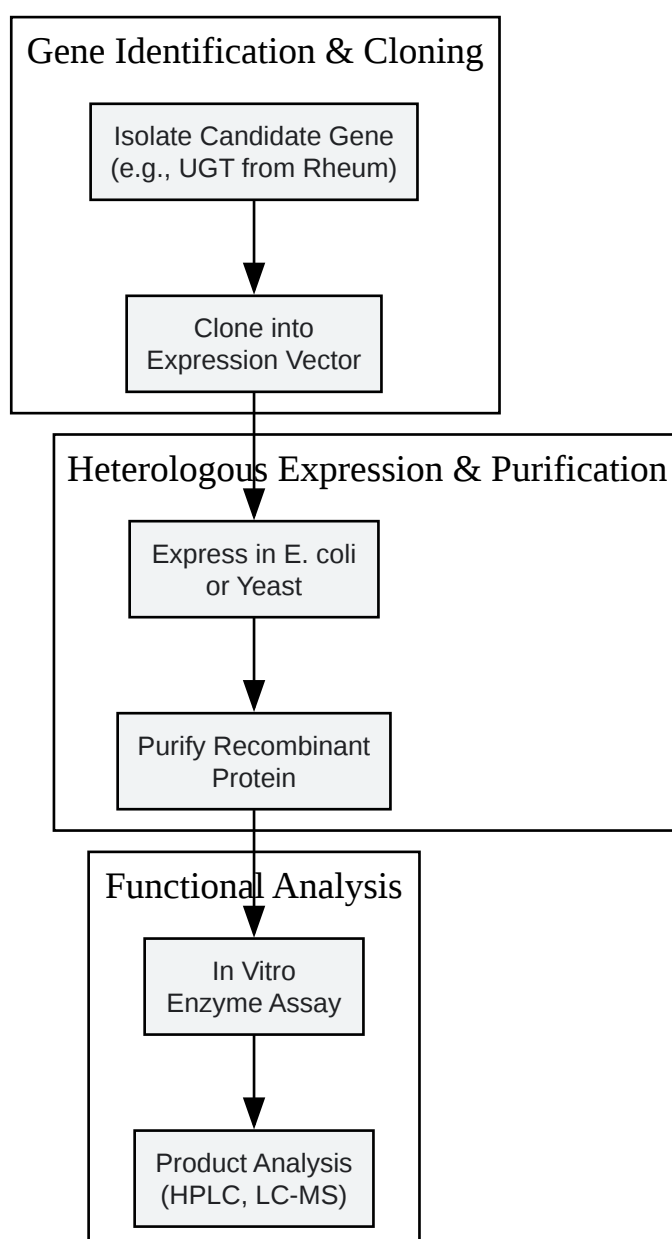 Gene Identification & Cloning
Isolate Candidate Gene
(e.g., UGT from Rheum)
Clone into
Expression Vector
Heterologous Expression & Purification
Express in E. coli
or Yeast
Purify Recombinant
Protein
Functional Analysis
In Vitro
Enzyme Assay
Product Analysis
(HPLC, LC-MS)